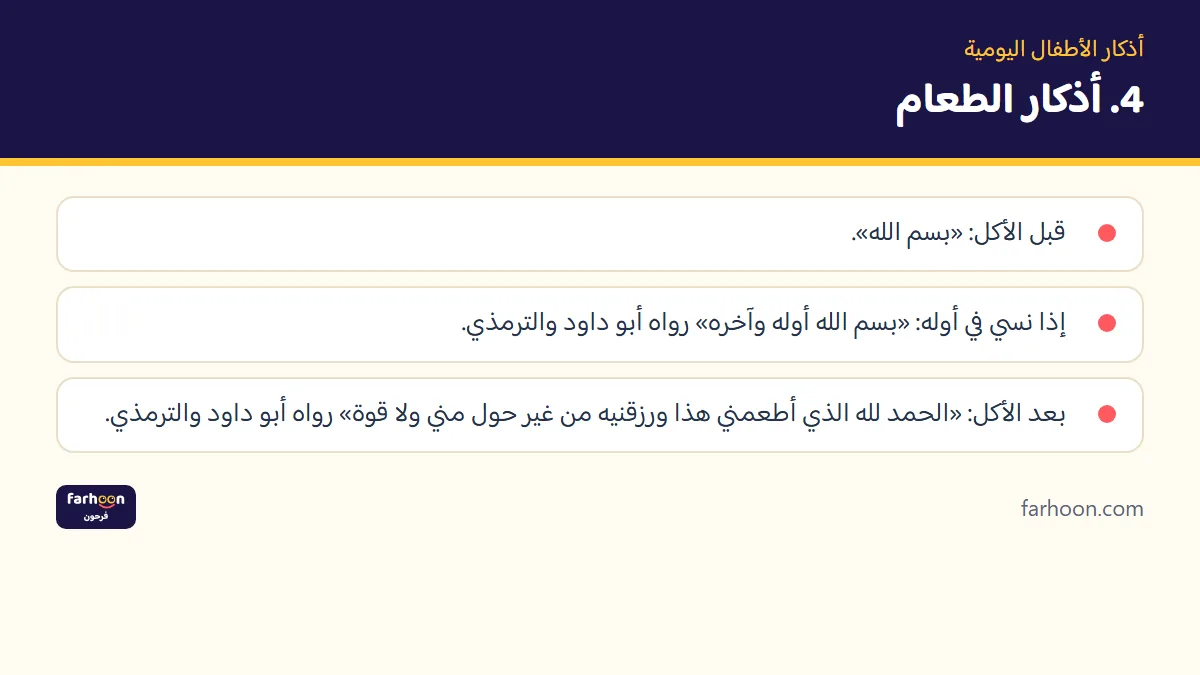 أذكار الأطفال اليومية
4. أذكار الطعام
قبل الأكل: «بسم الله».
إذا نسي في أوله: «بسم الله أوله وآخره» رواه أبو داود والترمذي.
بعد الأكل: «الحمد لله الذي أطعمني هذا ورزقنيه من غير حول مني ولا قوة» رواه أبو داود والترمذي.
farhoon.com
farhoon
فرحون